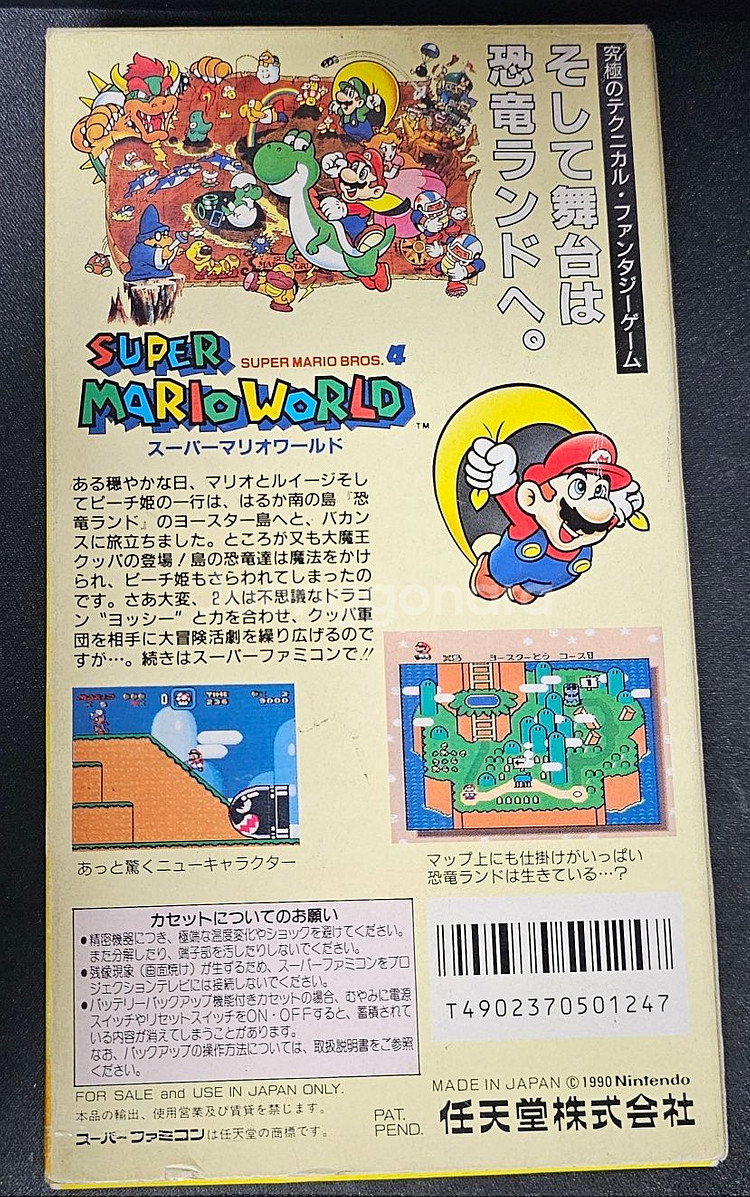 究極のテクニカル・ファンタジーゲーム
そして舞台は
恐竜ランドへ。
SUPER
SUPER MARIO BROS. 4
MARIO WORLD
TM
スーパーマリオワールド
ある穏やかな日、マリオとルイージそし
てピーチ姫の一行は、はるか南の島『恐
竜ランド』のヨースター島へと、バカン
スに旅立ちました。ところが又も大魔王
クッパの登場！島の恐竜達は魔法をかけ
られ、ピーチ姫もさらわれてしまったの
です。さあ大変、2人は不思議なドラゴ
ン“ヨッシー”と力を合わせ、クッパ軍
団を相手に大冒険活劇を繰り広げるので
すが…。続きはスーパーファミコンで!!
TIME
236
9000
あっと驚くニューキャラクター
ヨースターとう コース1
マップ上にも仕掛けがいっぱい
恐竜ランドは生きている…？
カセットについてのお願い
●精密機器につき、極端な温度変化やショックを避けてください。
また分解したり、端子部を汚したりしないでください。
●残像現象（画面焼け）が生ずるため、スーパーファミコンをプロ
ジェクションテレビには接続しないでください。
●バッテリーバックアップ機能付きカセットの場合、むやみに電源
スイッチやリセットスイッチをON・OFFすると、蓄積されて
いる内容が消えてしまうことがあります。
なお、バックアップの操作方法については、取扱説明書をご参照
ください。
T4902370501247
FOR SALE and USE IN JAPAN ONLY.
本品の輸出、使用営業及び賃貸を禁じます。
スーパーファミコンは任天堂の商標です。
PAT.
PEND.
MADE IN JAPAN ©1990 Nintendo
任天堂株式会社